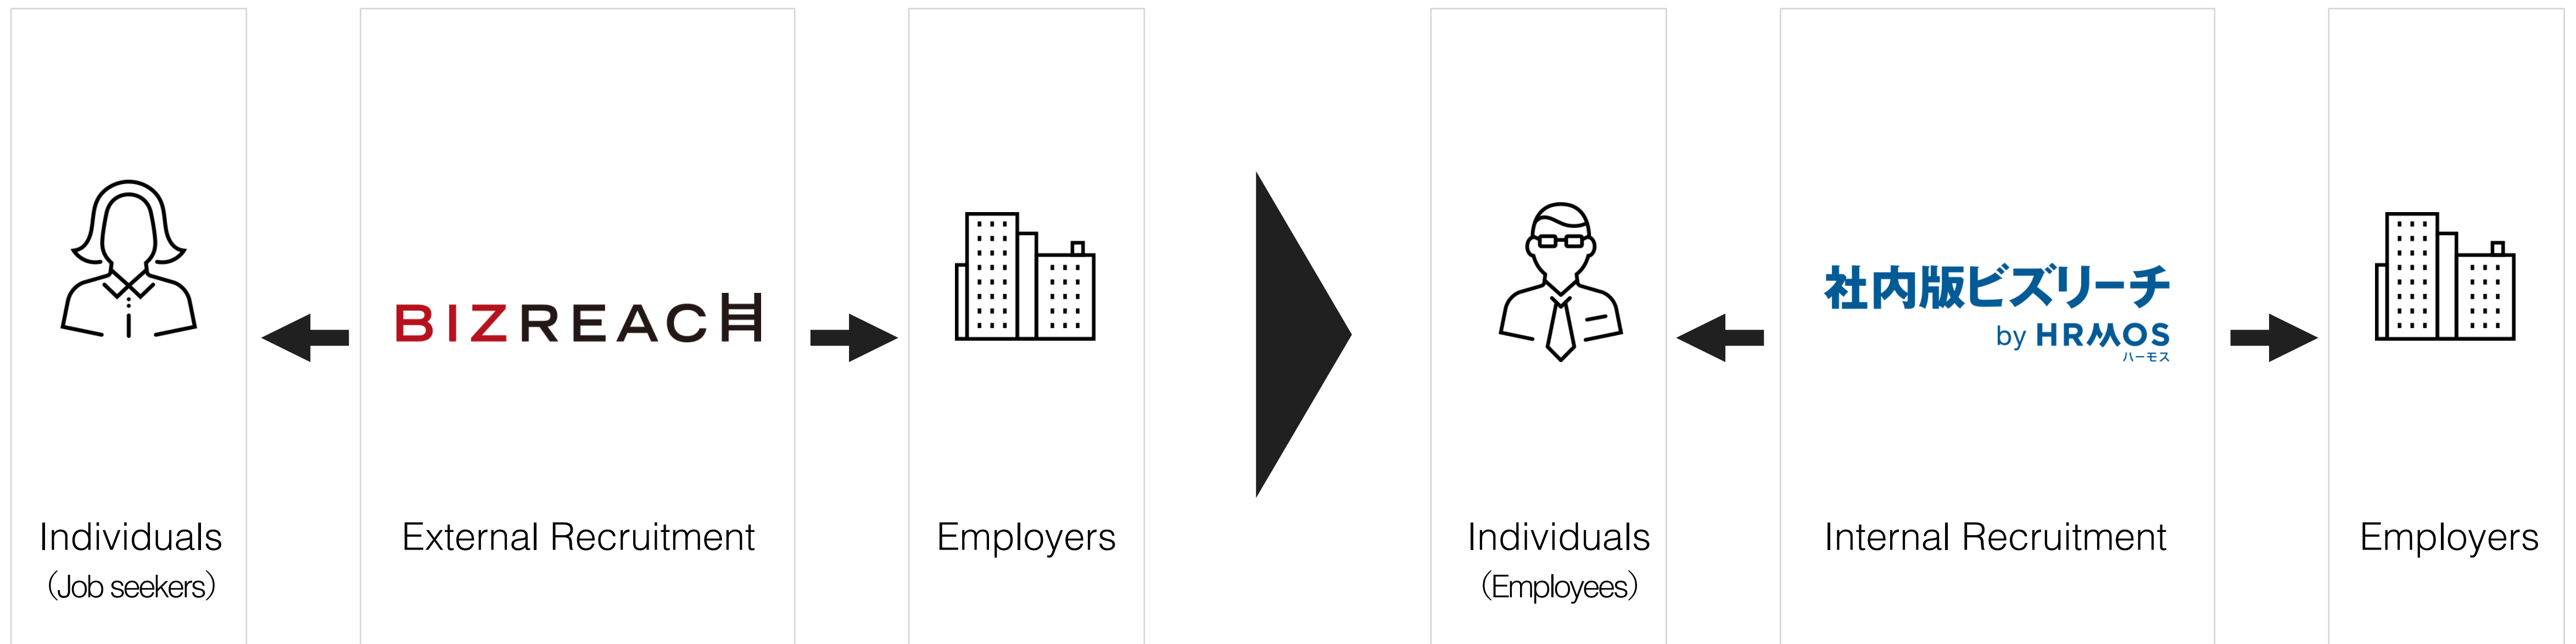 BIZREACH
Individuals
（Job seekers）
External Recruitment
Employers
社内版ビズリーチ
by HRMOS
ハーモス
Individuals
（Employees）
Internal Recruitment
Employers